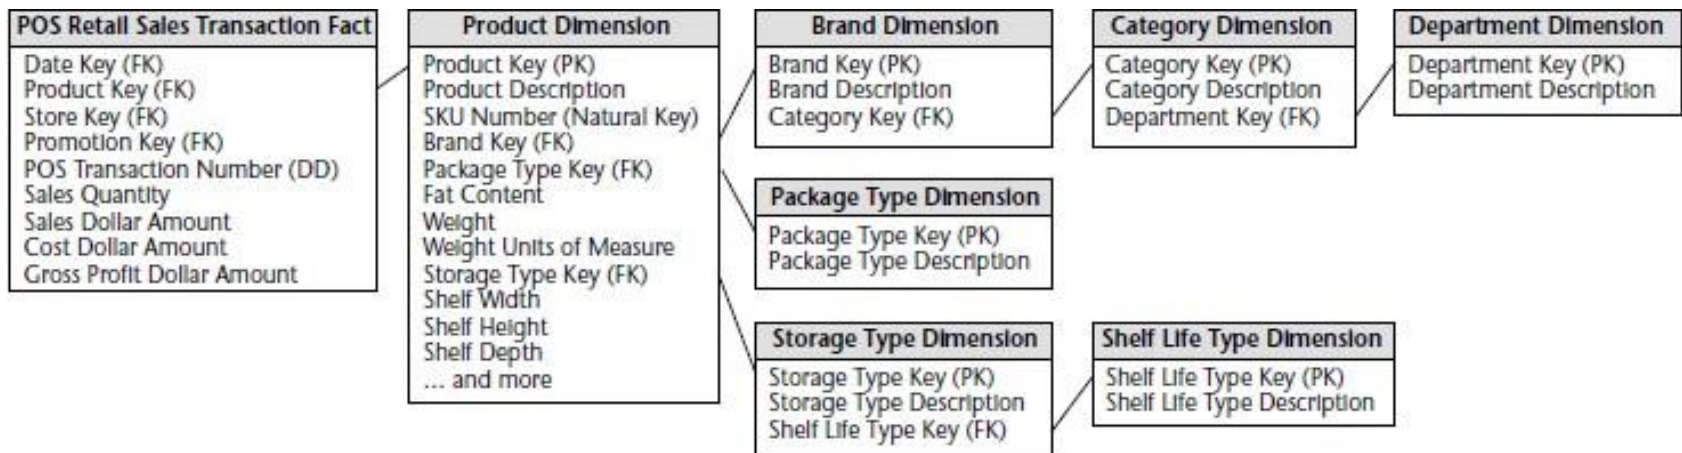 POS Retail Sales Transaction Fact
Date Key (FK)
Product Key (FK)
Store Key (FK)
Promotion Key (FK)
POS Transaction Number (DD)
Sales Quantity
Sales Dollar Amount
Cost Dollar Amount
Gross Profit Dollar Amount
Product Dimension
Product Key (PK)
Product Description
SKU Number (Natural Key)
Brand Key (FK)
Package Type Key (FK)
Fat Content
Weight
Weight Units of Measure
Storage Type Key (FK)
Shelf Width
Shelf Height
Shelf Depth
... and more
Brand Dimension
Brand Key (PK)
Brand Description
Category Key (FK)
Category Dimension
Category Key (PK)
Category Description
Department Key (FK)
Department Dimension
Department Key (PK)
Department Description
Package Type Dimension
Package Type Key (PK)
Package Type Description
Storage Type Dimension
Storage Type Key (PK)
Storage Type Description
Shelf Life Type Key (FK)
Shelf Life Type Dimension
Shelf Life Type Key (PK)
Shelf Life Type Description